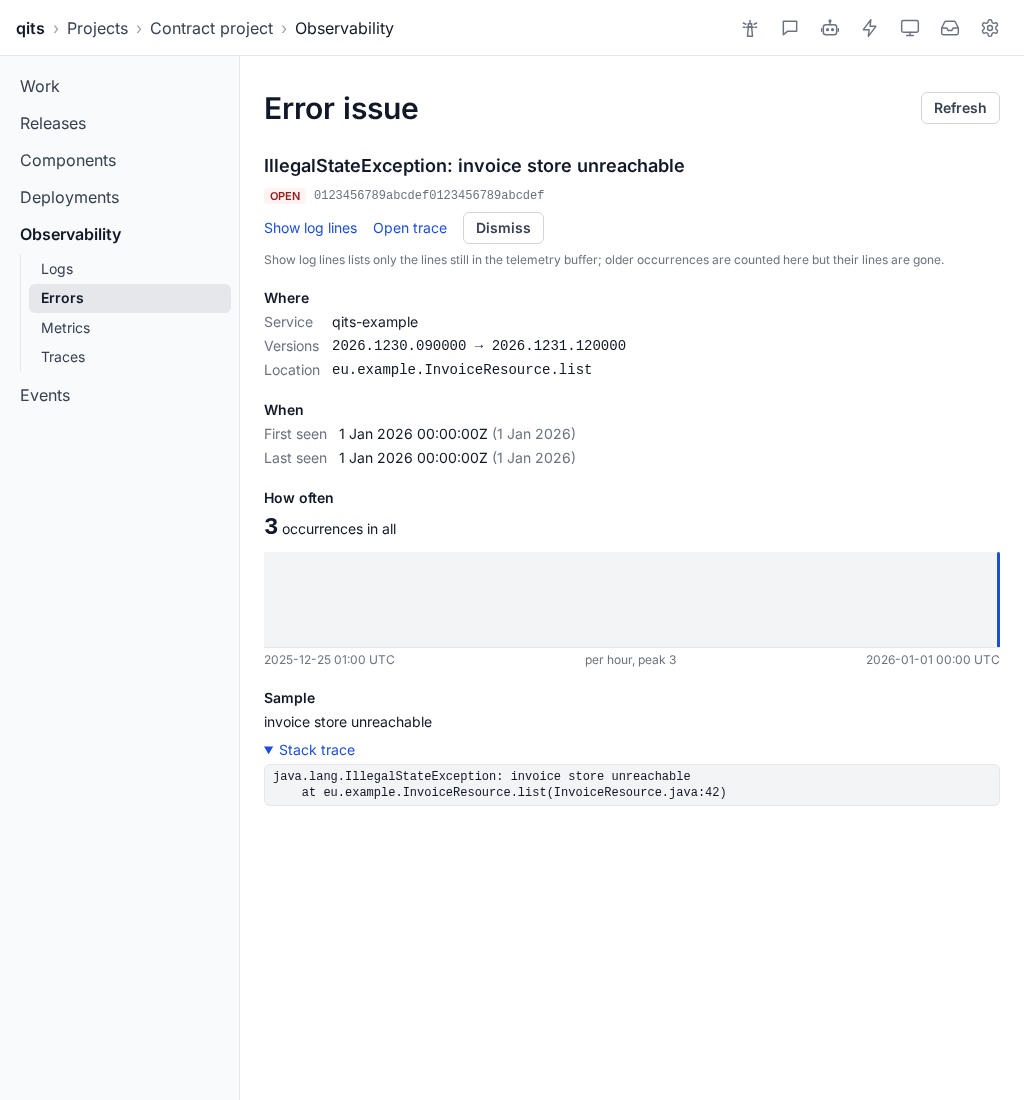 qits › Projects › Contract project › Observability
Work
Releases
Components
Deployments
Observability
Logs
Errors
Metrics
Traces
Events
Error issue
Refresh
IllegalStateException: invoice store unreachable
OPEN 0123456789abcdef0123456789abcdef
Show log lines Open trace Dismiss
Show log lines lists only the lines still in the telemetry buffer; older occurrences are counted here but their lines are gone.
Where
Service qits-example
Versions 2026.1230.090000 → 2026.1231.120000
Location eu.example.InvoiceResource.list
When
First seen 1 Jan 2026 00:00:00Z (1 Jan 2026)
Last seen 1 Jan 2026 00:00:00Z (1 Jan 2026)
How often
3 occurrences in all
2025-12-25 01:00 UTC per hour, peak 3 2026-01-01 00:00 UTC
Sample
invoice store unreachable
▼ Stack trace
java.lang.IllegalStateException: invoice store unreachable
    at eu.example.InvoiceResource.list(InvoiceResource.java:42)